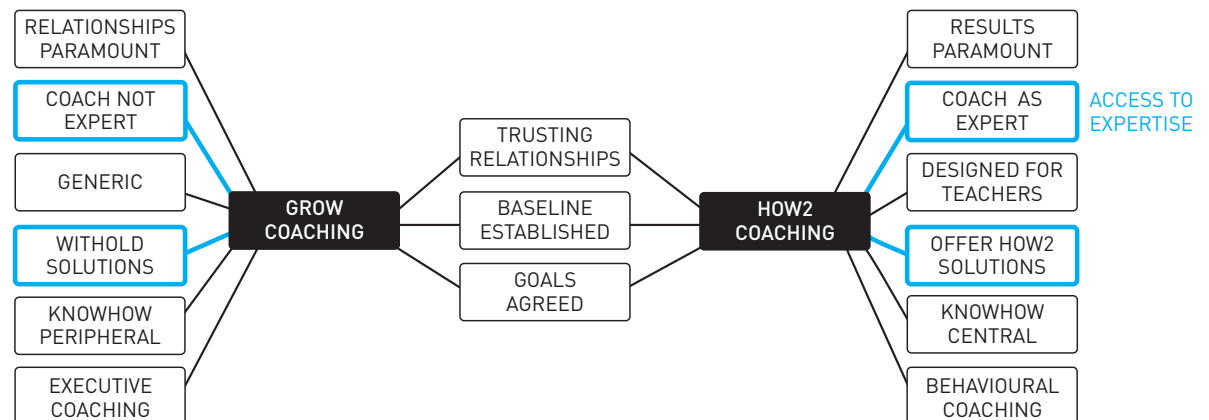 RELATIONSHIPS
PARAMOUNT
COACH NOT
EXPERT
GENERIC
WITHOLD
SOLUTIONS
KNOWHOW
PERIPHERAL
EXECUTIVE
COACHING
GROW
COACHING
TRUSTING
RELATIONSHIPS
BASELINE
ESTABLISHED
GOALS
AGREED
HOW2
COACHING
RESULTS
PARAMOUNT
COACH AS
EXPERT
ACCESS TO
EXPERTISE
DESIGNED FOR
TEACHERS
OFFER HOW2
SOLUTIONS
KNOWHOW
CENTRAL
BEHAVIOURAL
COACHING